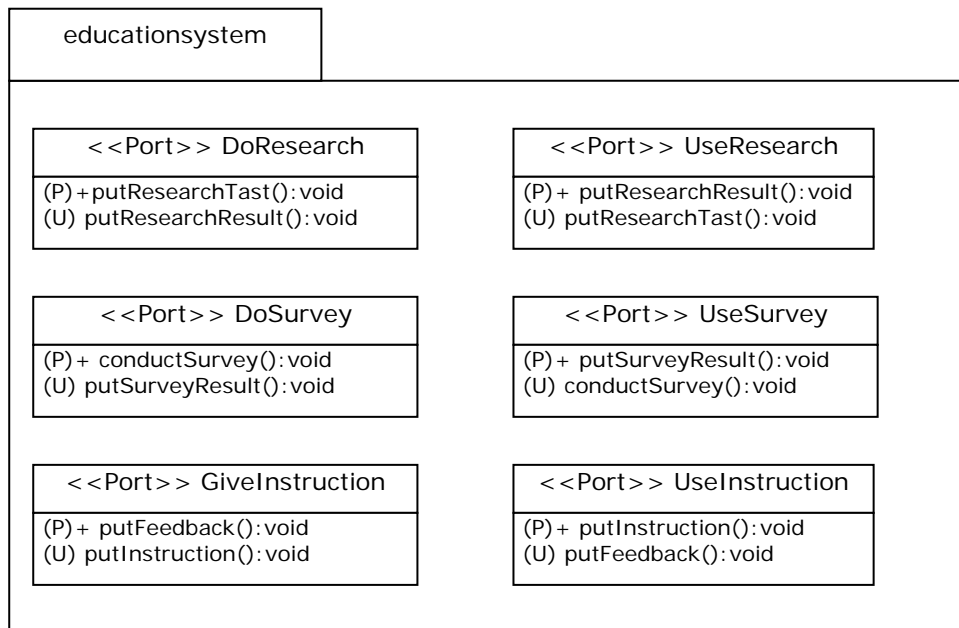 educationsystem
<<Port>> DoResearch
(P)+putResearchTast():void
(U) putResearchResult():void
<<Port>> UseResearch
(P)+ putResearchResult():void
(U) putResearchTast():void
<<Port>> DoSurvey
(P)+ conductSurvey():void
(U) putSurveyResult():void
<<Port>> UseSurvey
(P)+ putSurveyResult():void
(U) conductSurvey():void
<<Port>> GiveInstruction
(P)+ putFeedback():void
(U) putInstruction():void
<<Port>> UseInstruction
(P)+ putInstruction():void
(U) putFeedback():void